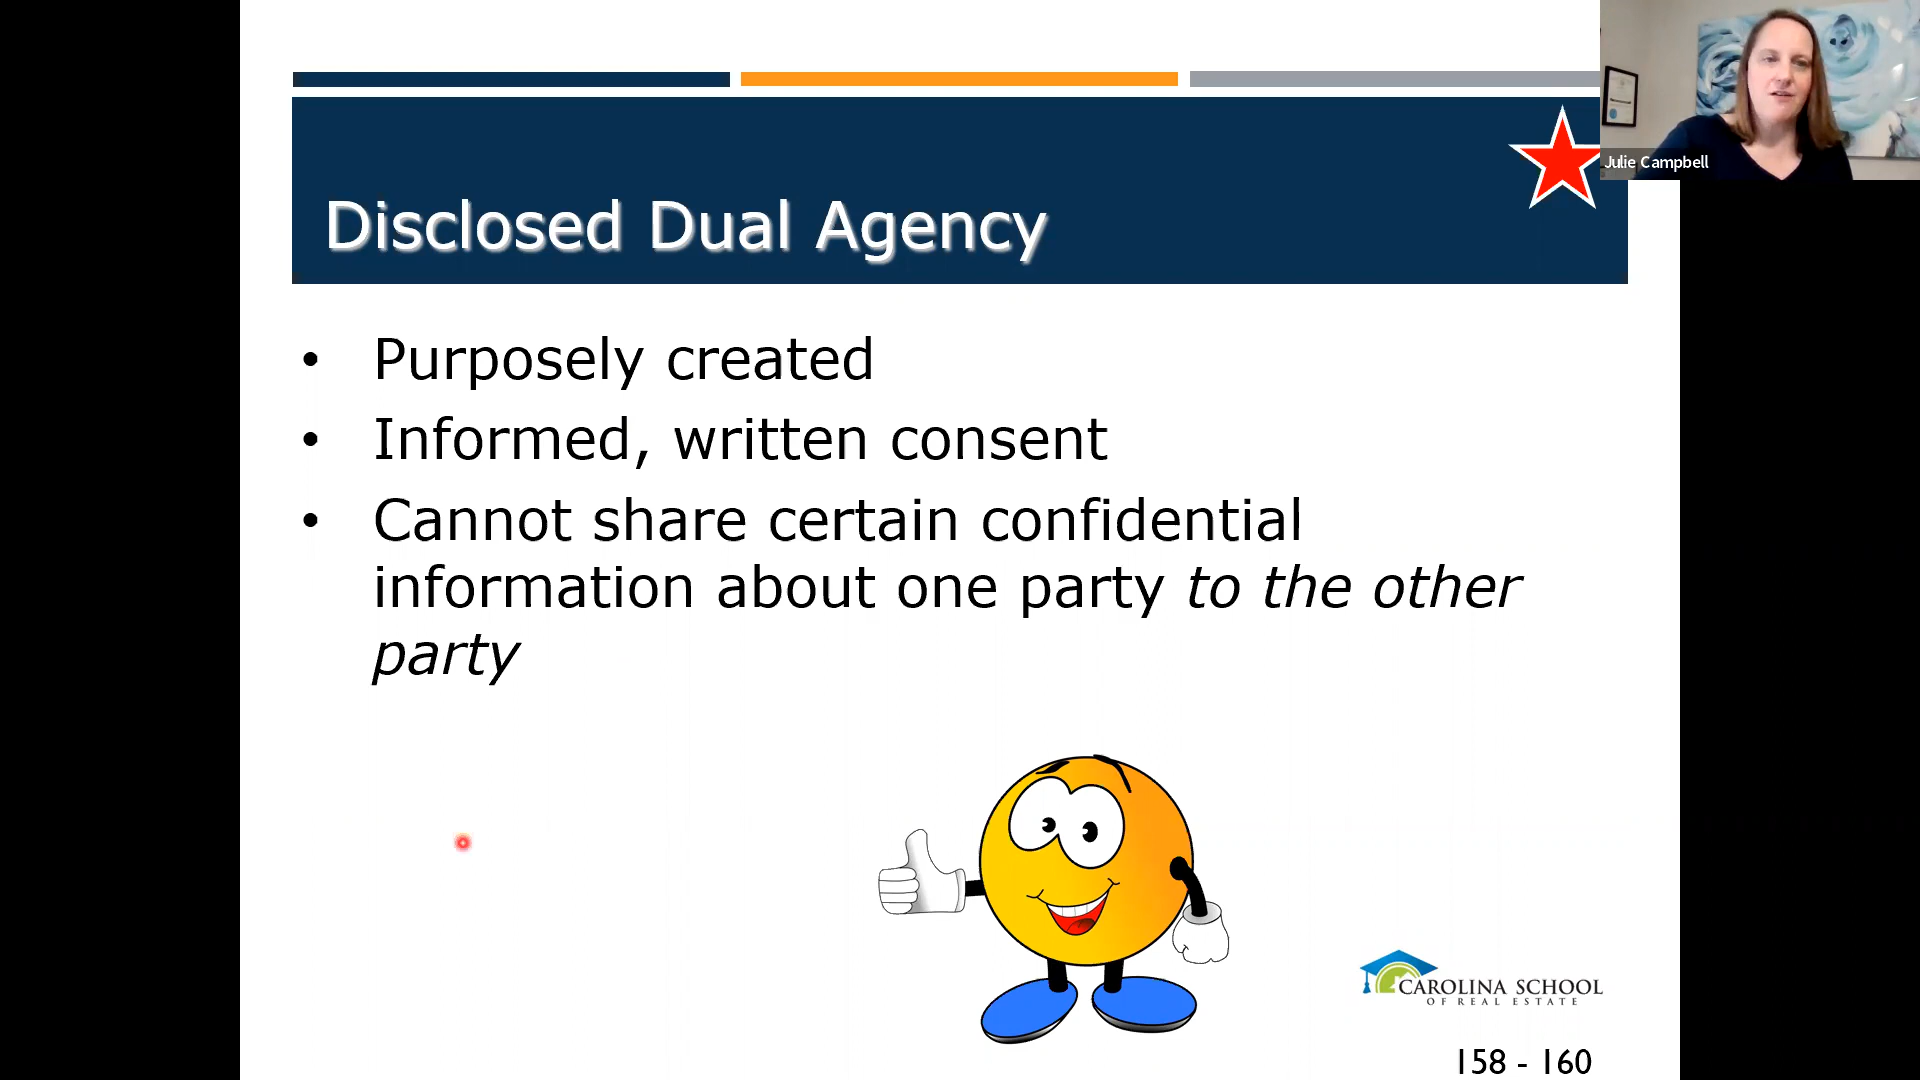 Julie Campbell
Disclosed Dual Agency
• Purposely created
• Informed, written consent
• Cannot share certain confidential
information about one party to the other
party
CAROLINA SCHOOL
OF REAL ESTATE
158 - 160